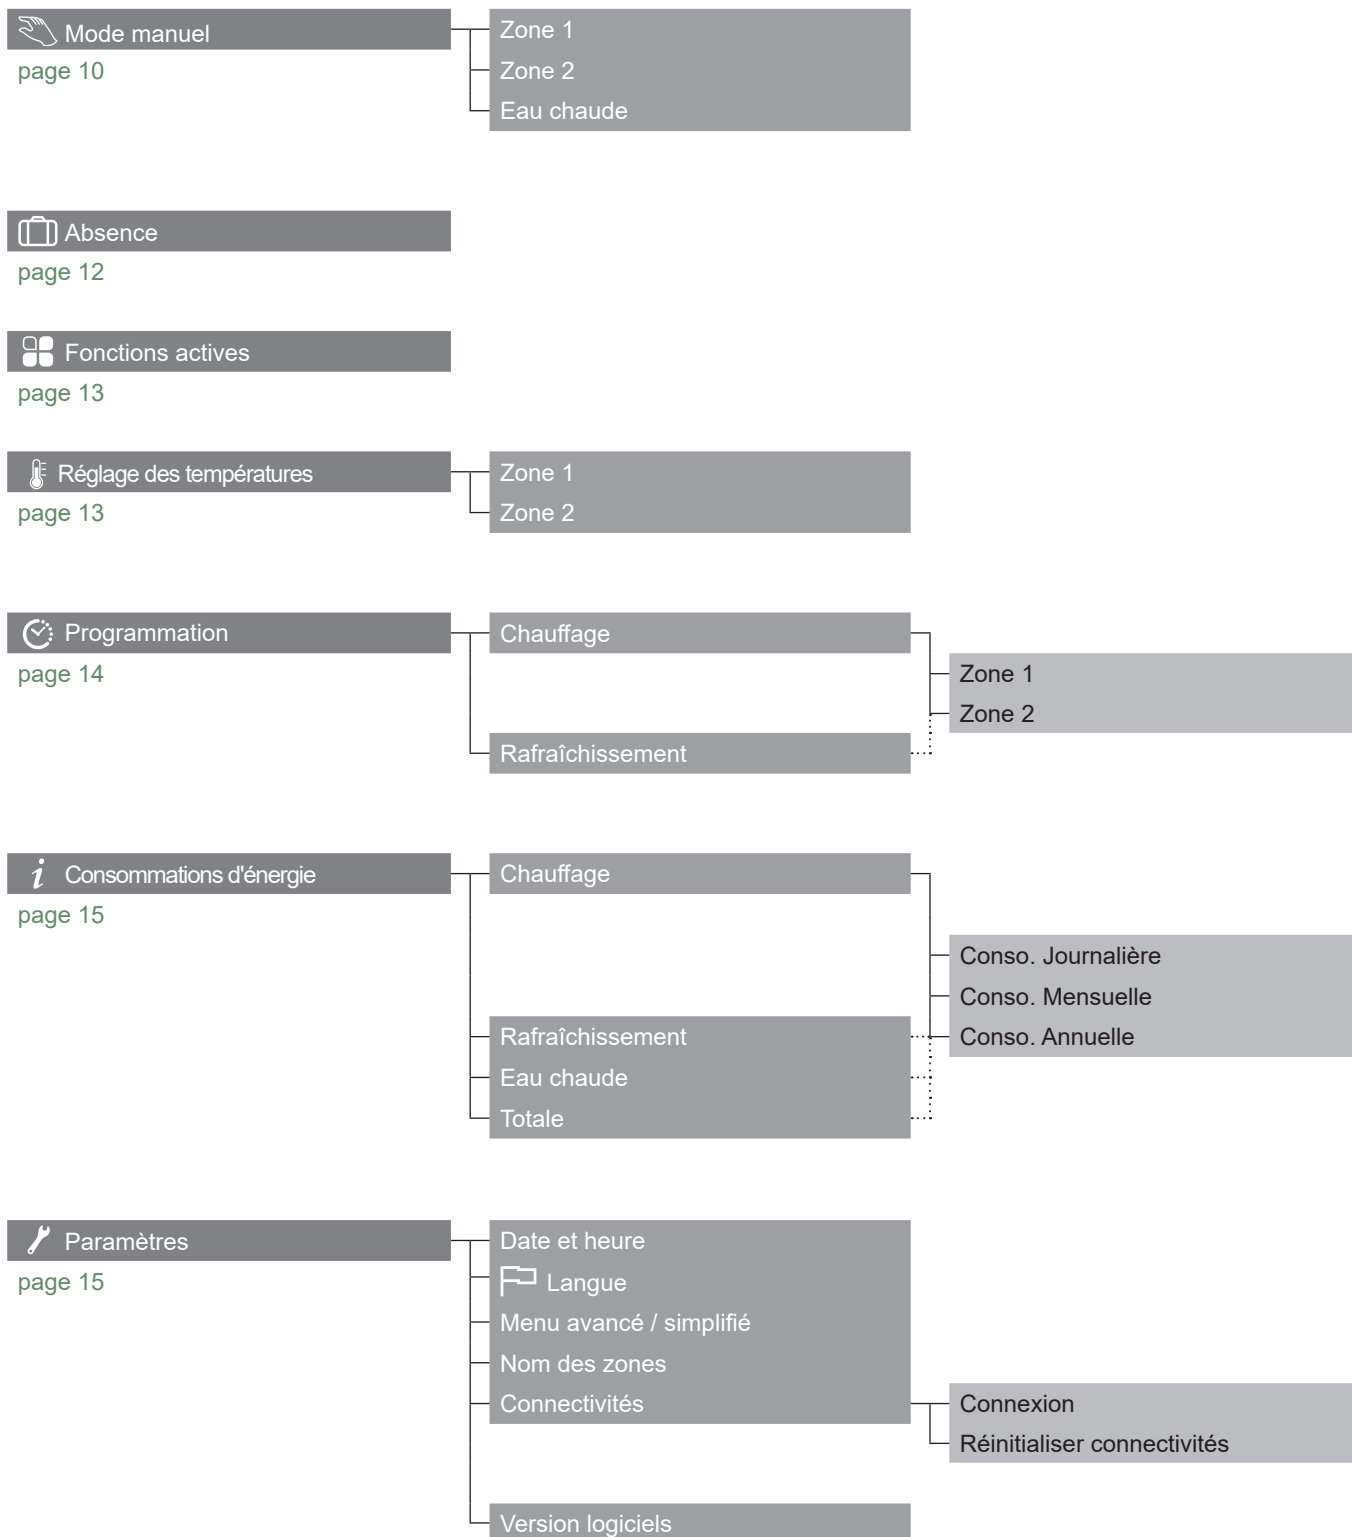 Mode manuel
page 10
Zone 1
Zone 2
Eau chaude
Absence
page 12
Fonctions actives
page 13
Réglage des températures
page 13
Zone 1
Zone 2
Programmation
page 14
Chauffage
Zone 1
Zone 2
Rafraîchissement
Consommations d'énergie
page 15
Chauffage
Conso. Journalière
Conso. Mensuelle
Conso. Annuelle
Rafraîchissement
Eau chaude
Totale
Paramètres
page 15
Date et heure
Langue
Menu avancé / simplifié
Nom des zones
Connectivités
Connexion
Réinitialiser connectivités
Version logiciels